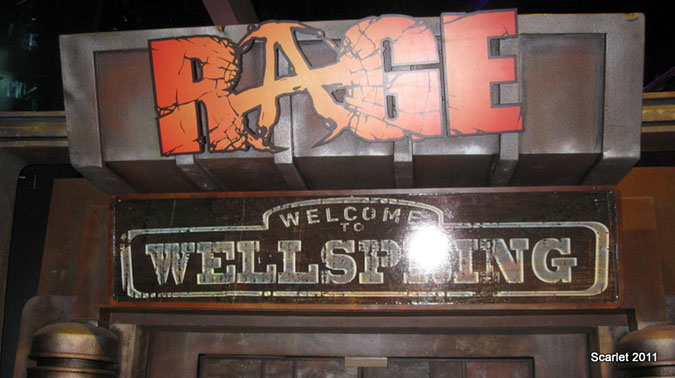 RAGE
WELCOME
TO
WELLSPRING
Scarlet 2011